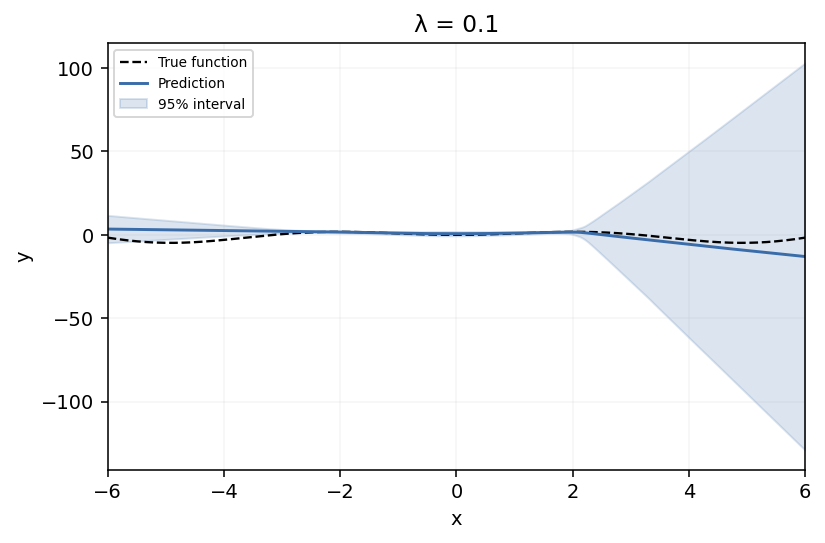 λ = 0.1
True function
Prediction
95% interval
100
50
0
−50
−100
y
−6 −4 −2 0 2 4 6
x